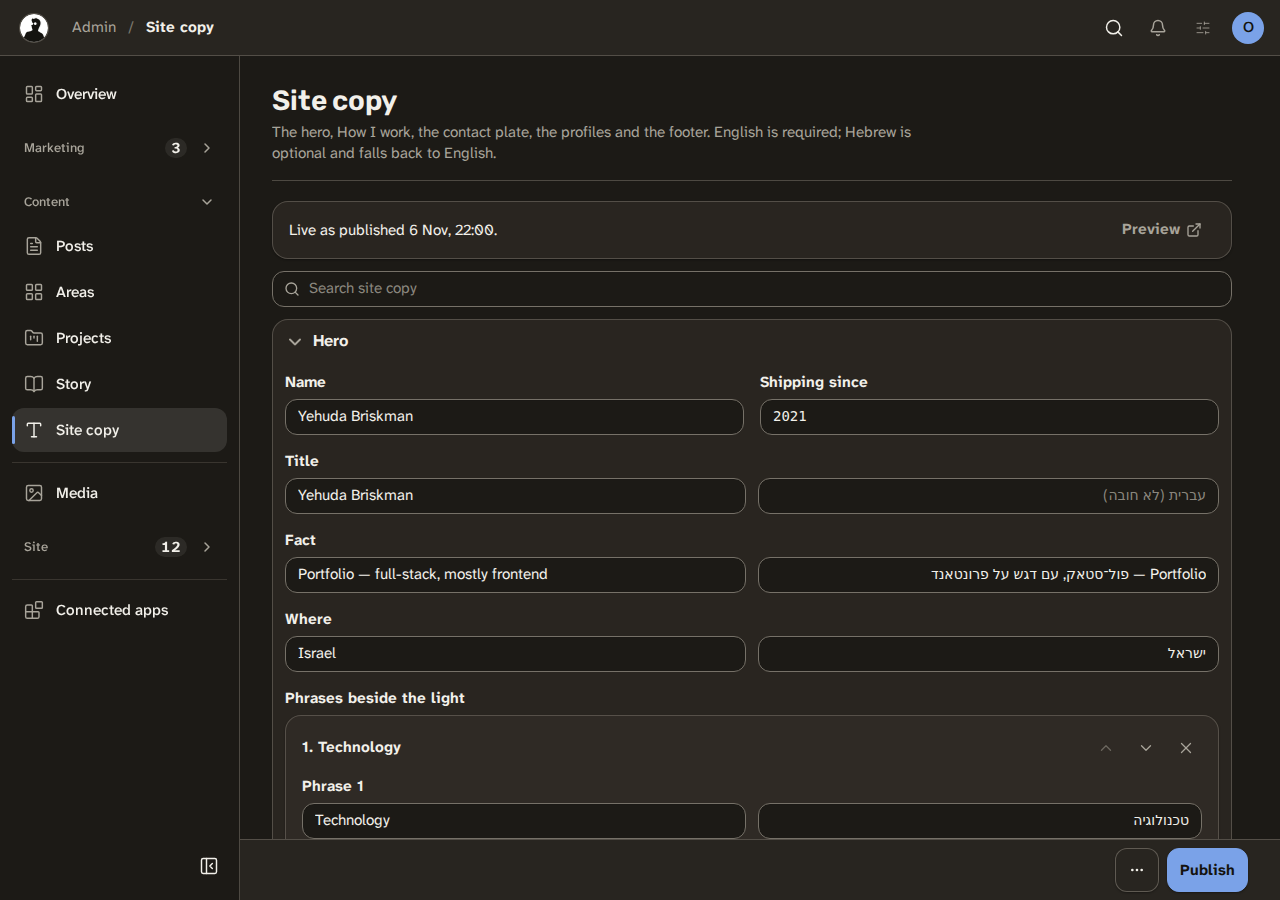 Admin / Site copy
O
Overview
Marketing 3
Content
Posts
Areas
Projects
Story
Site copy
Media
Site 12
Connected apps
Site copy
The hero, How I work, the contact plate, the profiles and the footer. English is required; Hebrew is
optional and falls back to English.
Live as published 6 Nov, 22:00.
Preview
Search site copy
Hero
Name
Shipping since
Yehuda Briskman
2021
Title
Yehuda Briskman
עברית (לא חובה)
Fact
Portfolio — full-stack, mostly frontend
Portfolio — פול־סטאק, עם דגש על פרונטאנד
Where
Israel
ישראל
Phrases beside the light
1. Technology
Phrase 1
Technology
טכנולוגיה
Publish